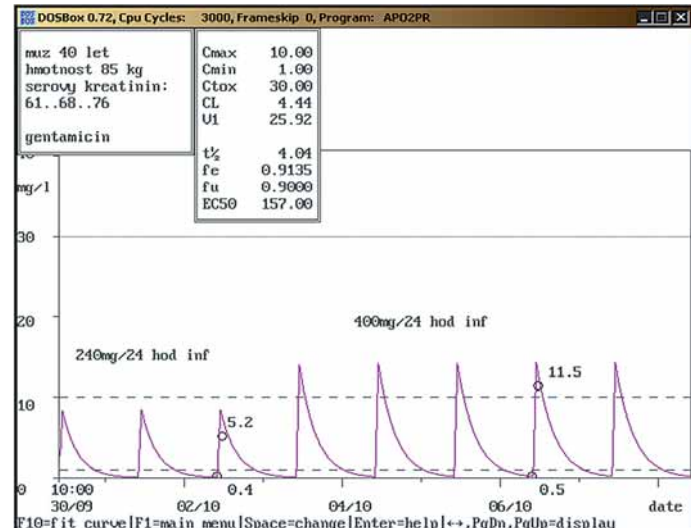 DOSBox 0.72, Cpu Cycles: 3000, Frameskip 0, Program: APO2PR
muz 40 let
hmotnost 85 kg
serovy kreatinin:
61..68..76
gentamicin
Cmax 10.00
Cmin 1.00
Ctox 30.00
CL 4.44
V1 25.92
t½ 4.04
fe 0.9135
fu 0.9000
EC50 157.00
mg/l
30
20
400mg/24 hod inf
240mg/24 hod inf
11.5
10
5.2
0 10:00 0.4 0.5
30/09 02/10 04/10 06/10 date
F10=fit curve|F1=main menu|Space=change|Enter=help|↔,PgDn,PgUp=display